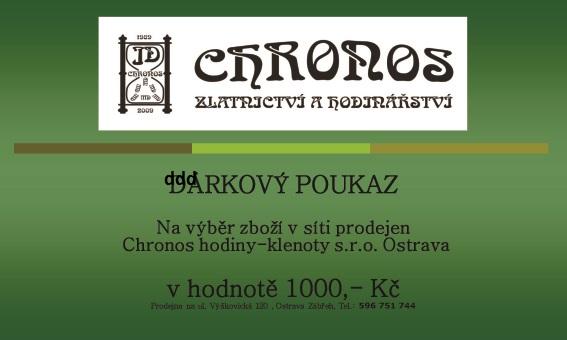 1989
JD
CHRONOS
2009
CHRONOS
ZLATNICTVÍ A HODINÁŘSTVÍ
ddd
DÁRKOVÝ POUKAZ
Na výběr zboží v síti prodejen
Chronos hodiny-klenoty s.r.o. Ostrava
v hodnotě 1000,- Kč
Prodejna na ul. Výškovická 120 , Ostrava Zábřeh, Tel.: 596 751 744